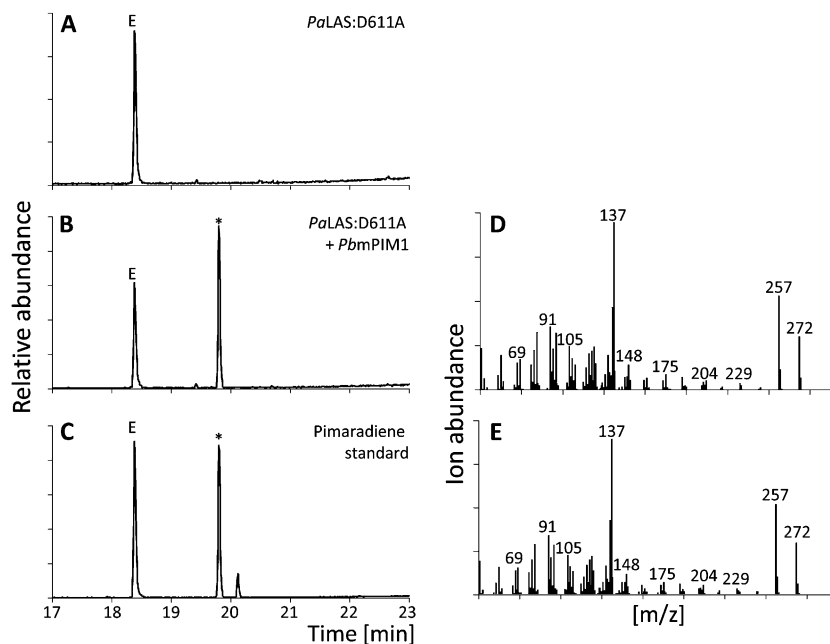 A
E
PaLAS:D611A
B
E
*
PaLAS:D611A
+ PbmPIM1
C
E
*
Pimaradiene
standard
17 18 19 20 21 22 23
Time [min]
Relative abundance
D
137
257
272
91
105
69
148
175
204
229
E
137
257
272
91
105
69
148
175
204
229
Ion abundance
[m/z]